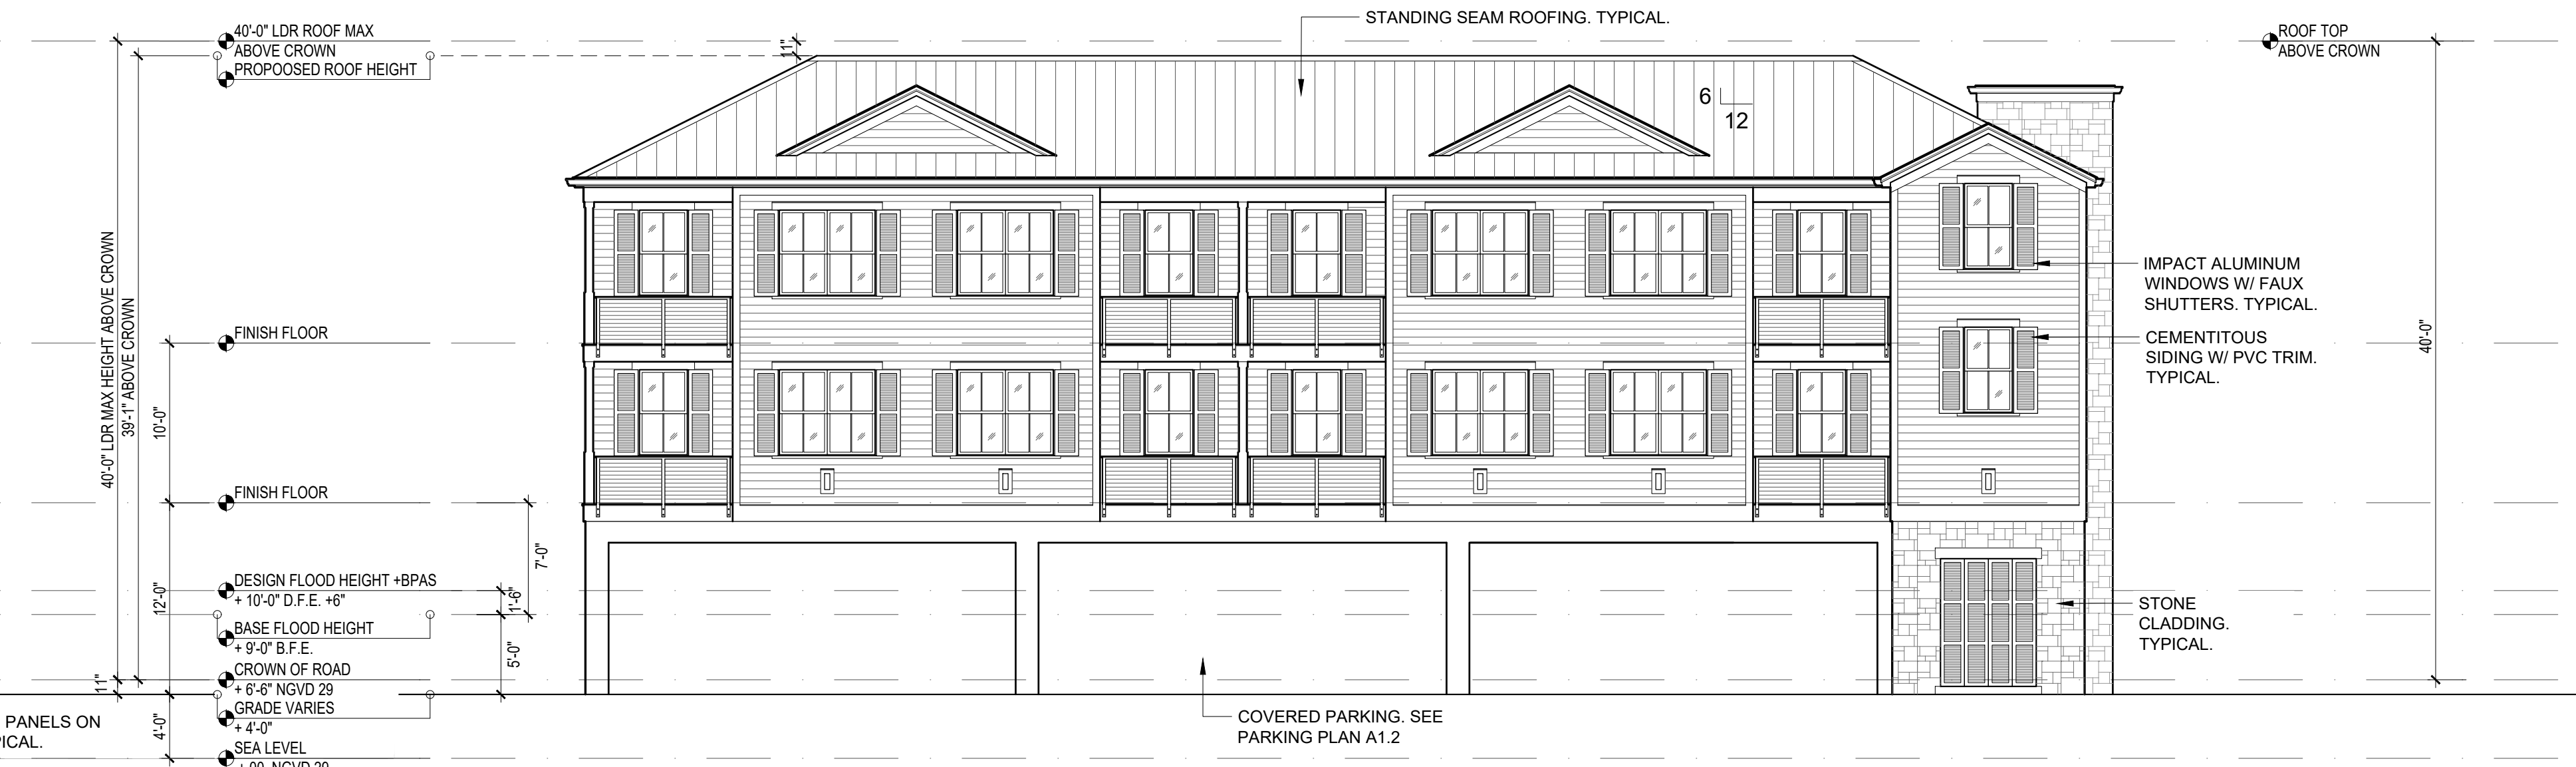 STANDING SEAM ROOFING. TYPICAL.
40'-0" LDR ROOF MAX
ABOVE CROWN
PROPOOSED ROOF HEIGHT
11"
ROOF TOP
ABOVE CROWN
6
12
40'-0" LDR MAX HEIGHT ABOVE CROWN
39'-1" ABOVE CROWN
FINISH FLOOR
10'-0"
FINISH FLOOR
IMPACT ALUMINUM
WINDOWS W/ FAUX
SHUTTERS. TYPICAL.
CEMENTITOUS
SIDING W/ PVC TRIM.
TYPICAL.
40'-0"
7'-0"
12'-0"
DESIGN FLOOD HEIGHT +BPAS
+ 10'-0" D.F.E. +6"
1'-6"
BASE FLOOD HEIGHT
+ 9'-0" B.F.E.
5'-0"
CROWN OF ROAD
+ 6'-6" NGVD 29
11"
GRADE VARIES
+ 4'-0"
4'-0"
SEA LEVEL
STONE
CLADDING.
TYPICAL.
COVERED PARKING. SEE
PARKING PLAN A1.2
PANELS ON